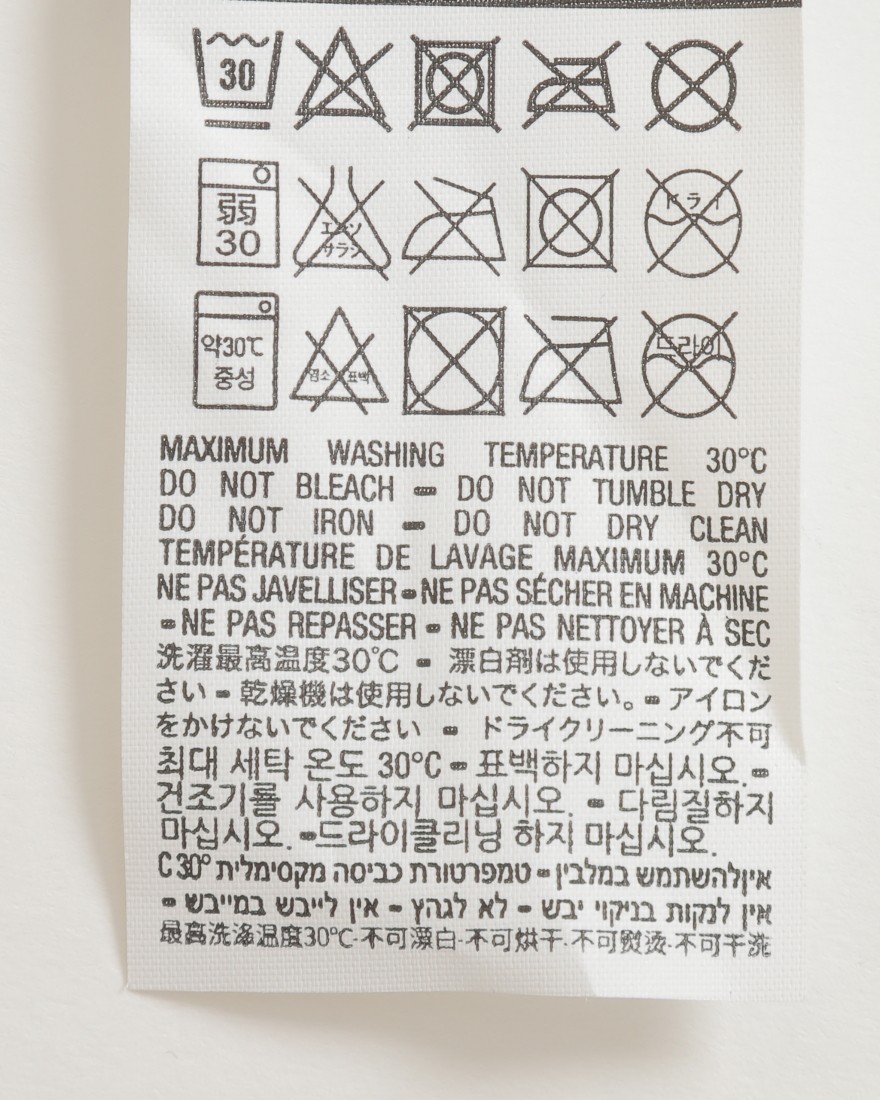 30
弱
30
エンソ
サラシ
ドライ
약30℃
중성
염소 표백
드라이
MAXIMUM WASHING TEMPERATURE 30°C
DO NOT BLEACH - DO NOT TUMBLE DRY
DO NOT IRON - DO NOT DRY CLEAN
TEMPÉRATURE DE LAVAGE MAXIMUM 30°C
NE PAS JAVELLISER-NE PAS SÉCHER EN MACHINE
-NE PAS REPASSER - NE PAS NETTOYER À SEC
洗濯最高温度30℃ - 漂白剤は使用しないでくだ
さい - 乾燥機は使用しないでください。- アイロン
をかけないでください - ドライクリーニング不可
최대 세탁 온도 30°C - 표백하지 마십시오.-
건조기를 사용하지 마십시오. - 다림질하지
마십시오. -드라이클리닝 하지 마십시오.
איןלהשתמש במלבין - טמפרטורת כביסה מקסימלית C 30°
אין לנקות בניקוי יבש - לא לגהץ - אין לייבש במייבש -
最高洗涤温度30℃-不可漂白-不可烘干-不可熨烫-不可干洗